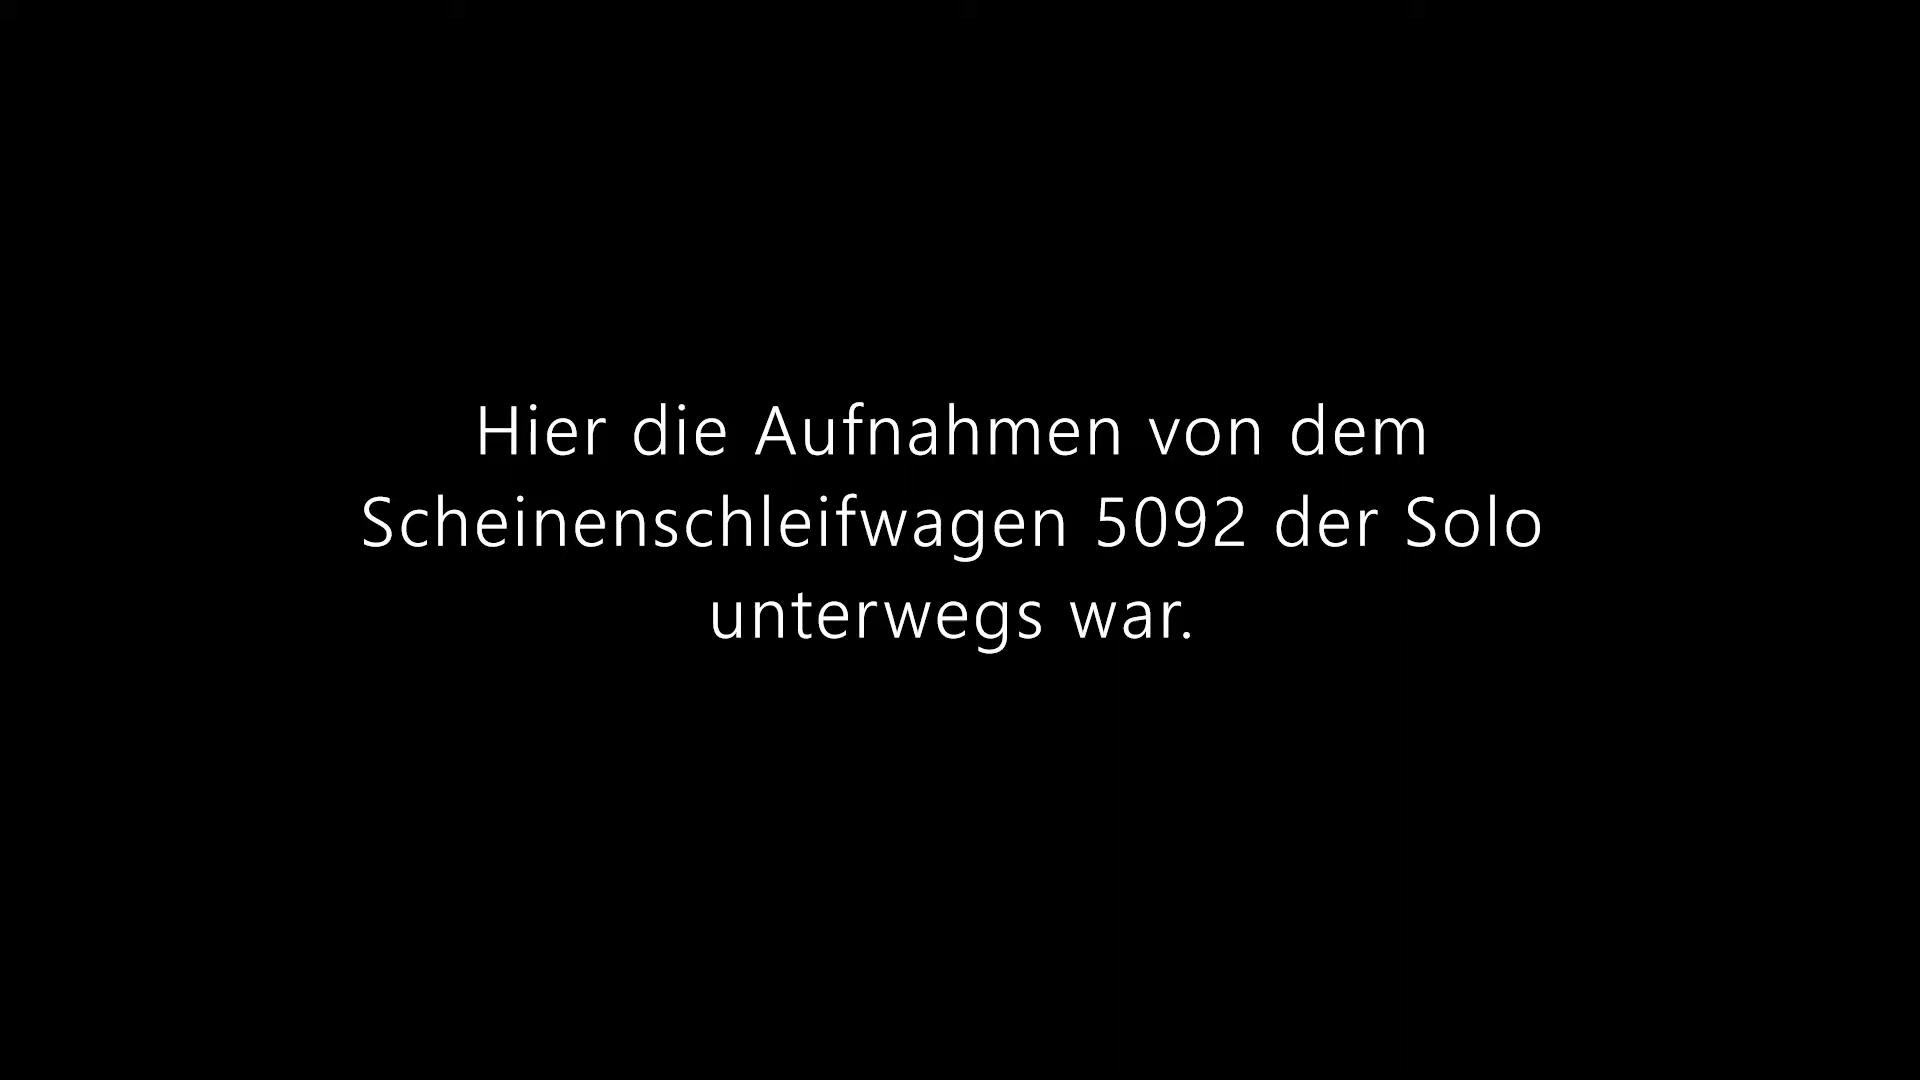 Hier die Aufnahmen von dem
Scheinenschleifwagen 5092 der Solo
unterwegs war.